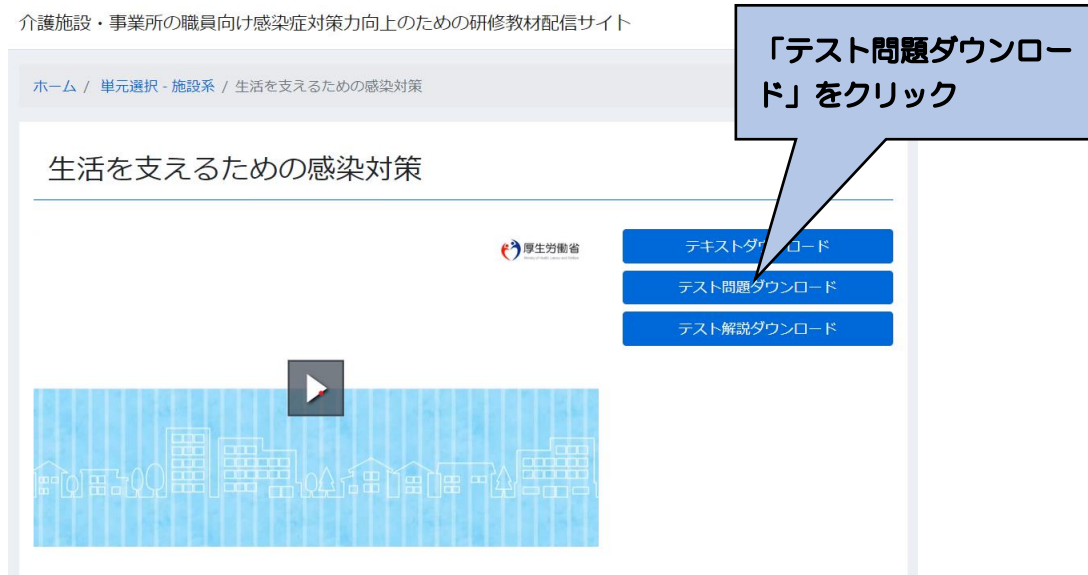 介護施設・事業所の職員向け感染症対策力向上のための研修教材配信サイト
「テスト問題ダウンロー
ド」をクリック
ホーム / 単元選択 - 施設系 / 生活を支えるための感染対策
生活を支えるための感染対策
厚生労働省
テキストダウンロード
テスト問題ダウンロード
テスト解説ダウンロード